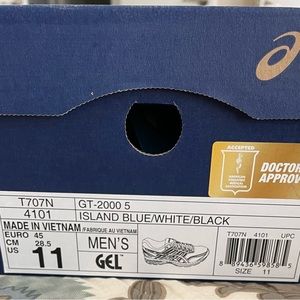 ACCEPTED
DOCTOR
APPROV
T707N
GT-2000 5
4101
ISLAND BLUE/WHITE/BLACK
MADE IN VIETNAM /FABRIQUE AU VIETNAM
EURO 45
CM 28.5
US 11
MEN'S
GEL
T707N 4101 UPC
SIZE: 11